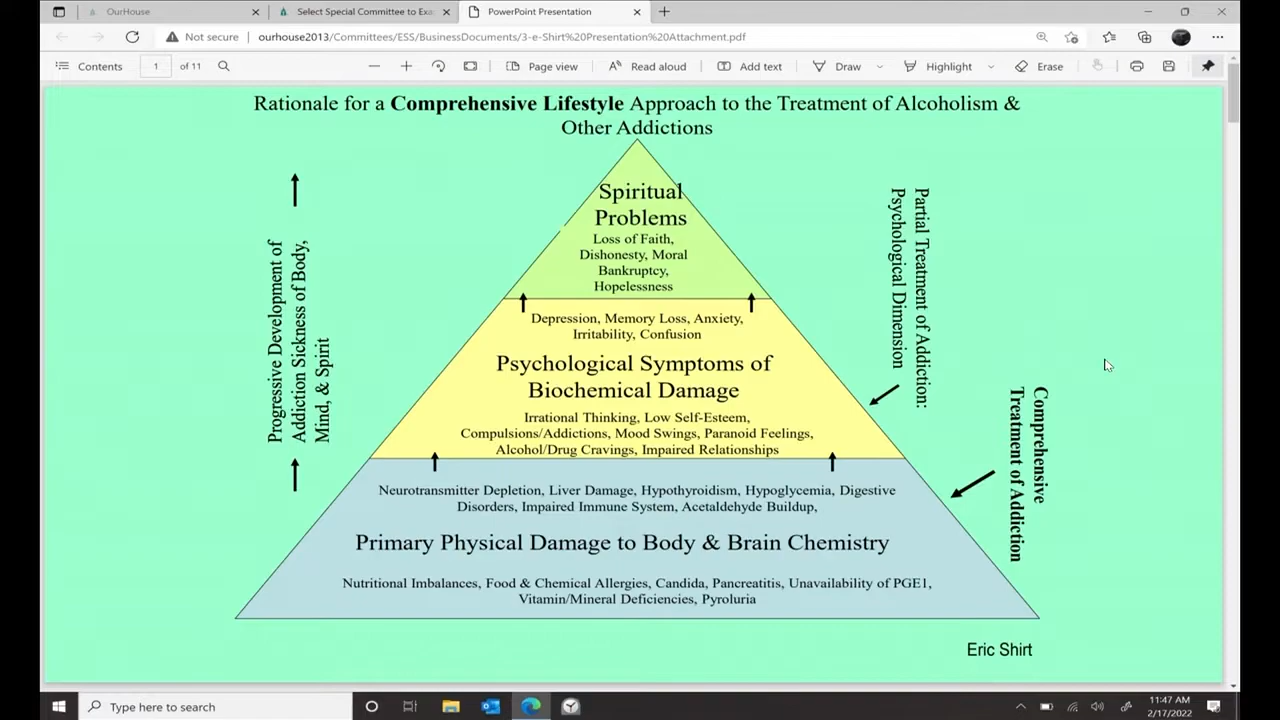 OurHouse
Select Special Committee to Exa
PowerPoint Presentation
Not secure
ourhouse2013/Committees/ESS/BusinessDocuments/3-e-Shirt%20Presentation%20Attachment.pdf
Contents
1
of 11
Page view
Read aloud
Add text
Draw
Highlight
Erase
Rationale for a Comprehensive Lifestyle Approach to the Treatment of Alcoholism &
Other Addictions
Spiritual
Problems
Loss of Faith,
Dishonesty, Moral
Bankruptcy,
Hopelessness
Depression, Memory Loss, Anxiety,
Irritability, Confusion
Psychological Symptoms of
Biochemical Damage
Irrational Thinking, Low Self-Esteem,
Compulsions/Addictions, Mood Swings, Paranoid Feelings,
Alcohol/Drug Cravings, Impaired Relationships
Neurotransmitter Depletion, Liver Damage, Hypothyroidism, Hypoglycemia, Digestive
Disorders, Impaired Immune System, Acetaldehyde Buildup,
Primary Physical Damage to Body & Brain Chemistry
Nutritional Imbalances, Food & Chemical Allergies, Candida, Pancreatitis, Unavailability of PGE1,
Vitamin/Mineral Deficiencies, Pyroluria
Progressive Development of
Addiction Sickness of Body,
Mind, & Spirit
Partial Treatment of Addiction:
Psychological Dimension
Comprehensive
Treatment of Addiction
Eric Shirt
Type here to search
11:47 AM
2/17/2022